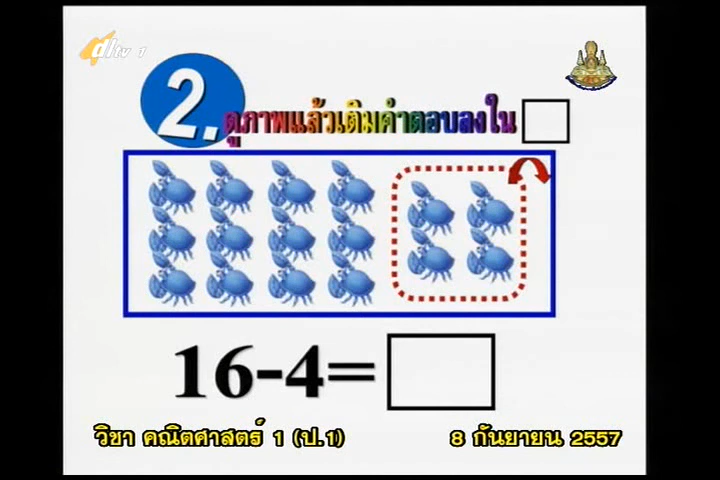 dltv 1
2.
ดูภาพแล้วเติมคำตอบลงใน
16-4=
วิชา คณิตศาสตร์ 1 (ป.1)
8 กันยายน 2557